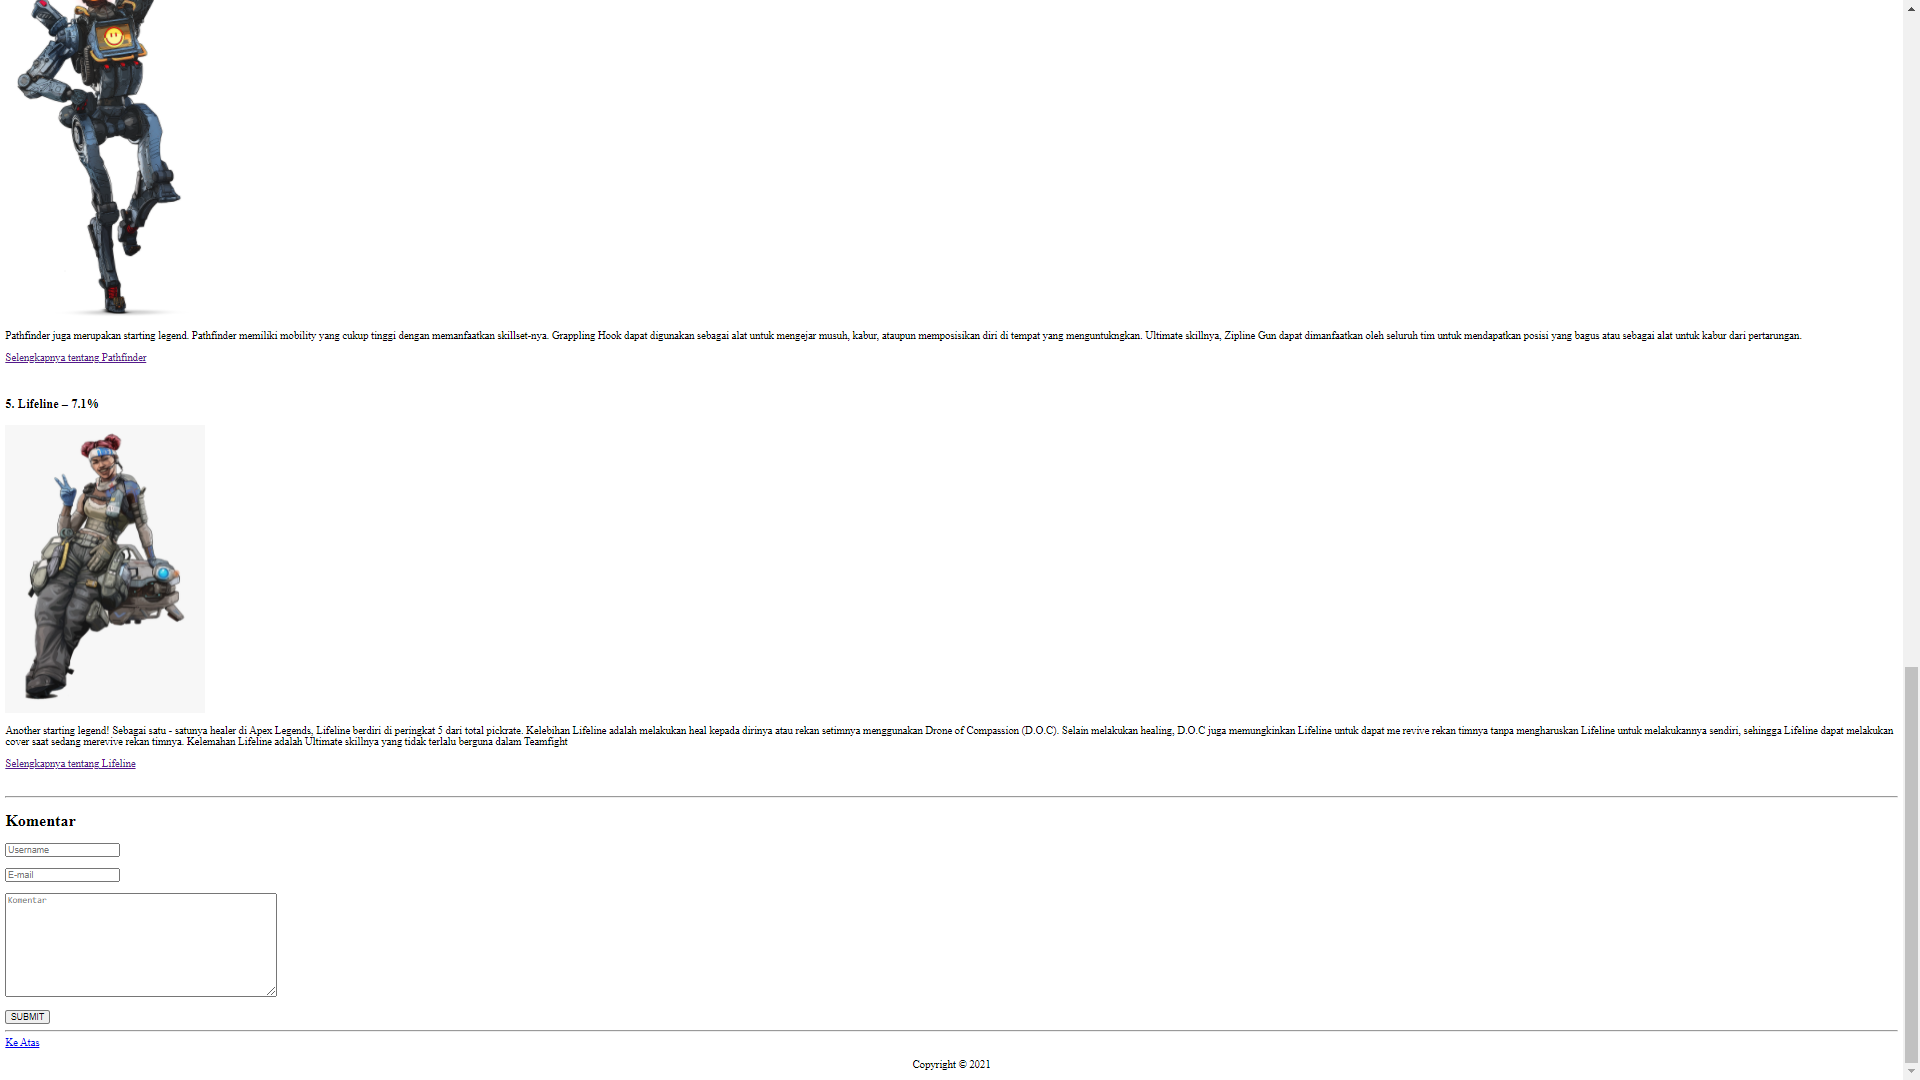 Pathfinder juga merupakan starting legend. Pathfinder memiliki mobility yang cukup tinggi dengan memanfaatkan skillset-nya. Grappling Hook dapat digunakan sebagai alat untuk mengejar musuh, kabur, ataupun memposisikan diri di tempat yang menguntukngkan. Ultimate skillnya, Zipline Gun dapat dimanfaatkan oleh seluruh tim untuk mendapatkan posisi yang bagus atau sebagai alat untuk kabur dari pertarungan.
Selengkapnya tentang Pathfinder
5. Lifeline – 7.1%
Another starting legend! Sebagai satu - satunya healer di Apex Legends, Lifeline berdiri di peringkat 5 dari total pickrate. Kelebihan Lifeline adalah melakukan heal kepada dirinya atau rekan setimnya menggunakan Drone of Compassion (D.O.C). Selain melakukan healing, D.O.C juga memungkinkan Lifeline untuk dapat me revive rekan timnya tanpa mengharuskan Lifeline untuk melakukannya sendiri, sehingga Lifeline dapat melakukan
cover saat sedang merevive rekan timnya. Kelemahan Lifeline adalah Ultimate skillnya yang tidak terlalu berguna dalam Teamfight
Selengkapnya tentang Lifeline
Komentar
Username
E-mail
Komentar
SUBMIT
Ke Atas
Copyright © 2021